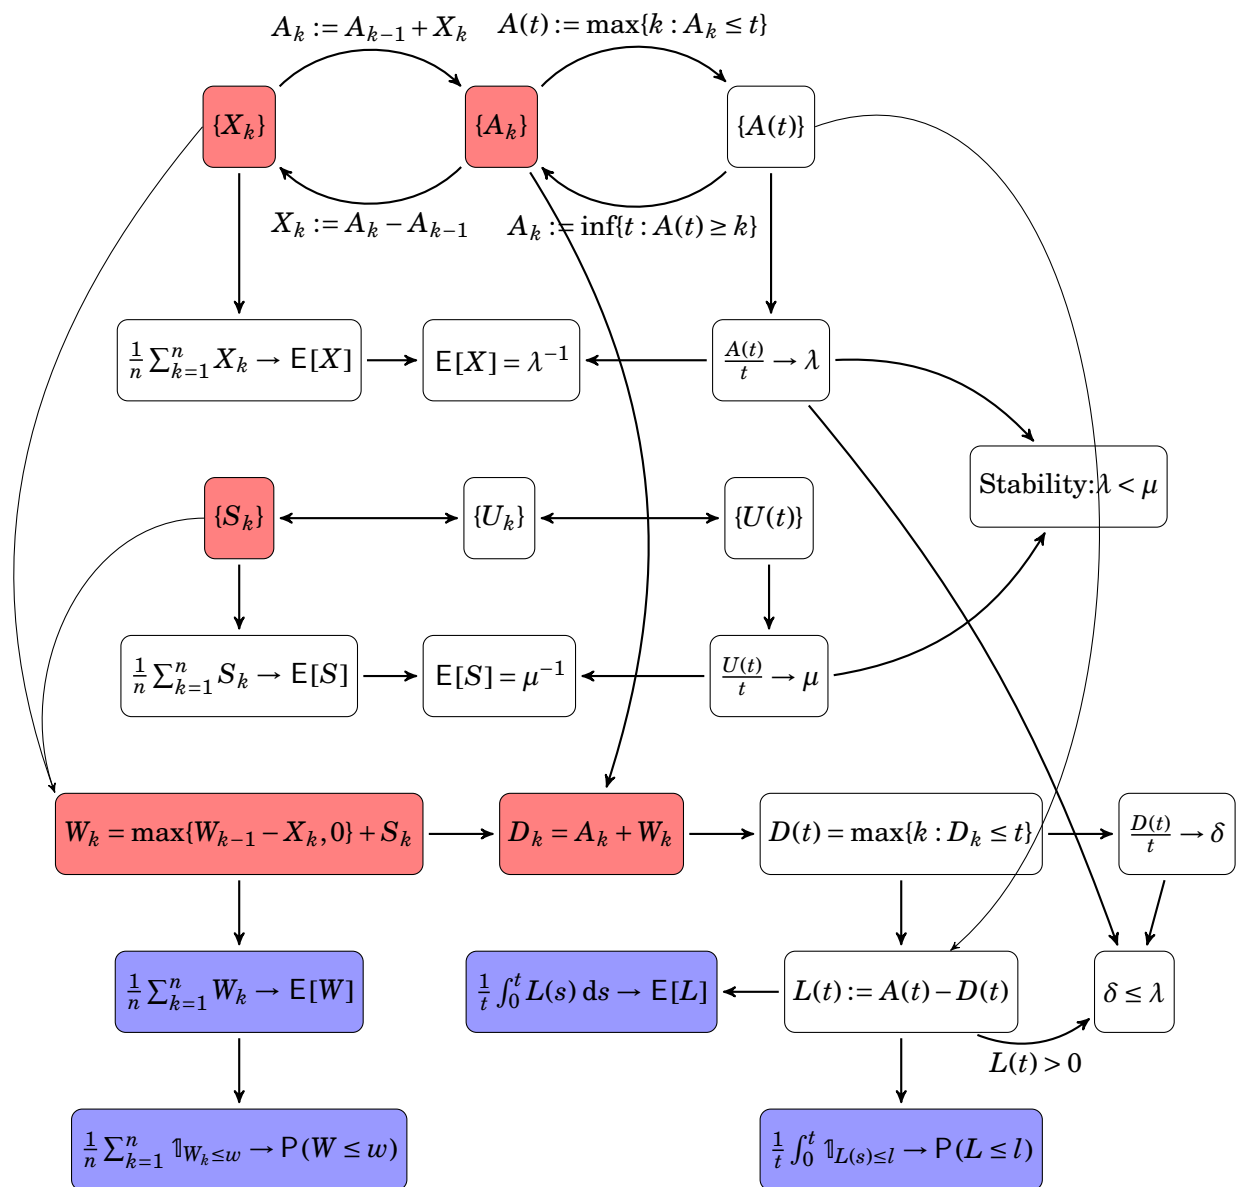 A_k := A_{k−1} + X_k
A(t) := max{k : A_k ≤ t}
{X_k}
{A_k}
{A(t)}
X_k := A_k − A_{k−1}
A_k := inf{t : A(t) ≥ k}
1/n ∑_{k=1}^n X_k → E[X]
E[X] = λ^{−1}
A(t)/t → λ
Stability: λ < μ
{S_k}
{U_k}
{U(t)}
1/n ∑_{k=1}^n S_k → E[S]
E[S] = μ^{−1}
U(t)/t → μ
W_k = max{W_{k−1} − X_k, 0} + S_k
D_k = A_k + W_k
D(t) = max{k : D_k ≤ t}
D(t)/t → δ
1/n ∑_{k=1}^n W_k → E[W]
1/t ∫_0^t L(s) ds → E[L]
L(t) := A(t) − D(t)
δ ≤ λ
L(t) > 0
1/n ∑_{k=1}^n 𝟙_{W_k ≤ w} → P(W ≤ w)
1/t ∫_0^t 𝟙_{L(s) ≤ l} → P(L ≤ l)